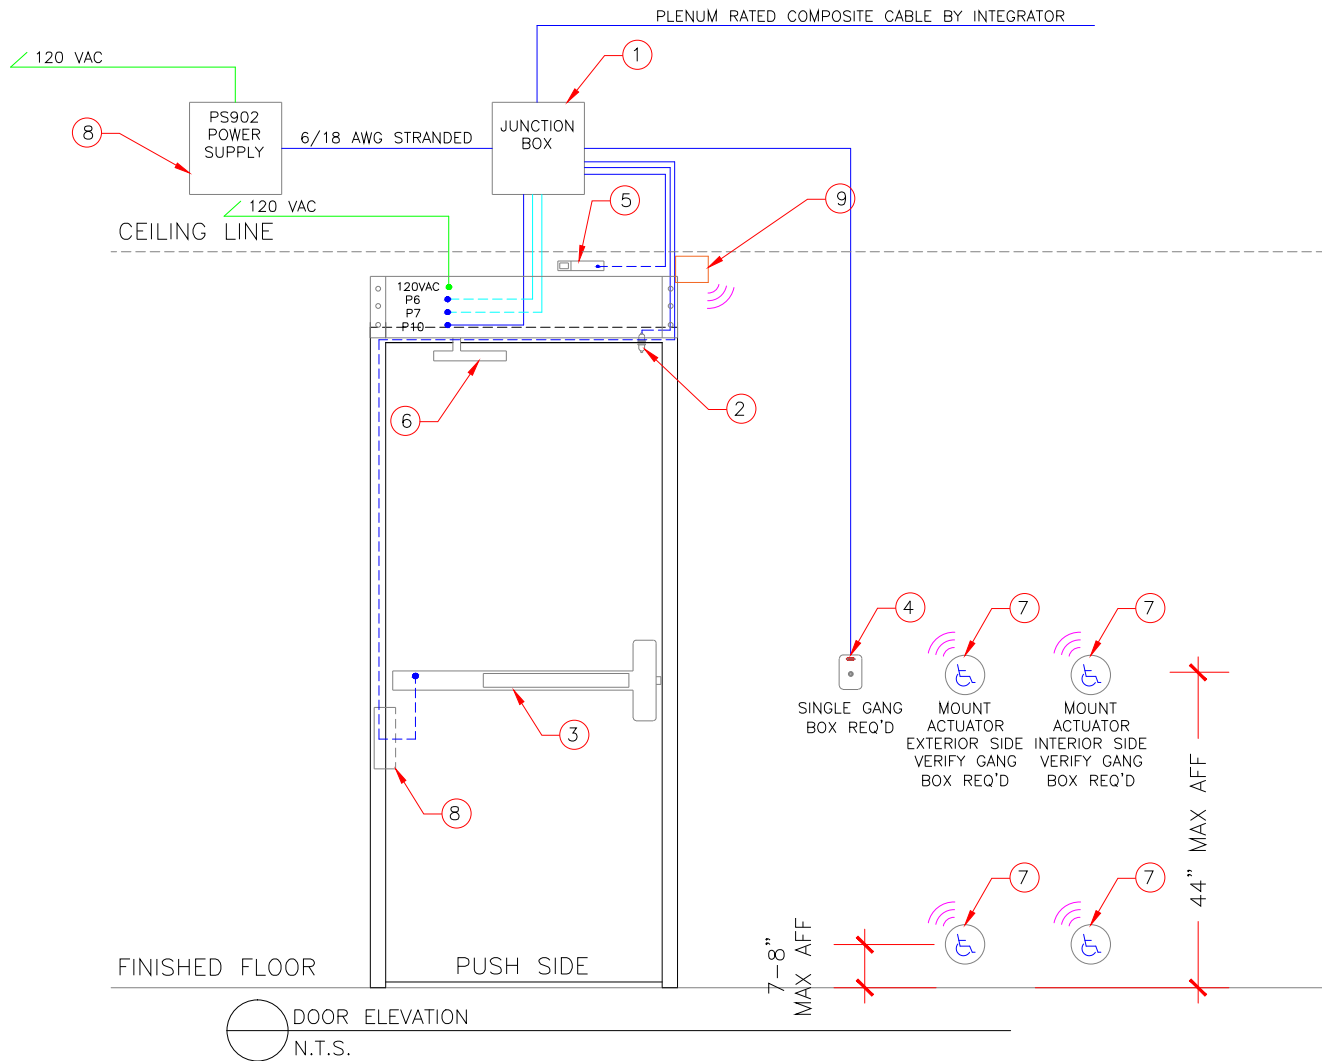 PLENUM RATED COMPOSITE CABLE BY INTEGRATOR
120 VAC
1
PS902
POWER
SUPPLY
8
6/18 AWG STRANDED
JUNCTION
BOX
120 VAC
5
9
CEILING LINE
120VAC
P6
P7
P10
6
2
4
7
7
SINGLE GANG
BOX REQ'D
MOUNT
ACTUATOR
EXTERIOR SIDE
VERIFY GANG
BOX REQ'D
MOUNT
ACTUATOR
INTERIOR SIDE
VERIFY GANG
BOX REQ'D
3
8
44" MAX AFF
7
7
7-8"
MAX AFF
FINISHED FLOOR
PUSH SIDE
DOOR ELEVATION
N.T.S.